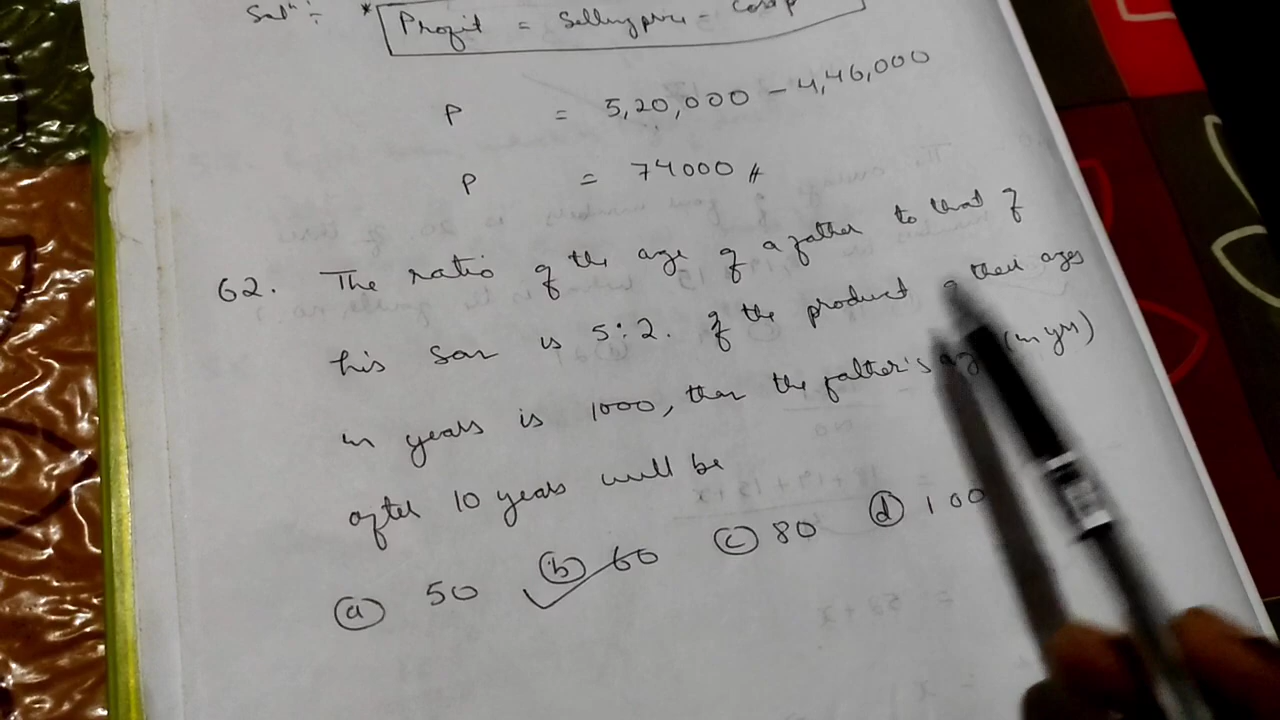 Solⁿ :- * Profit = Selling price - Cost p
P = 5,20,000 - 4,46,000
P = 74000 //
62. The ratio of the age of a father to that of
his son is 5:2. If the product of their ages
in years is 1000, then the father's age (in yrs)
after 10 years will be
(a) 50 (b) 60 (c) 80 (d) 100